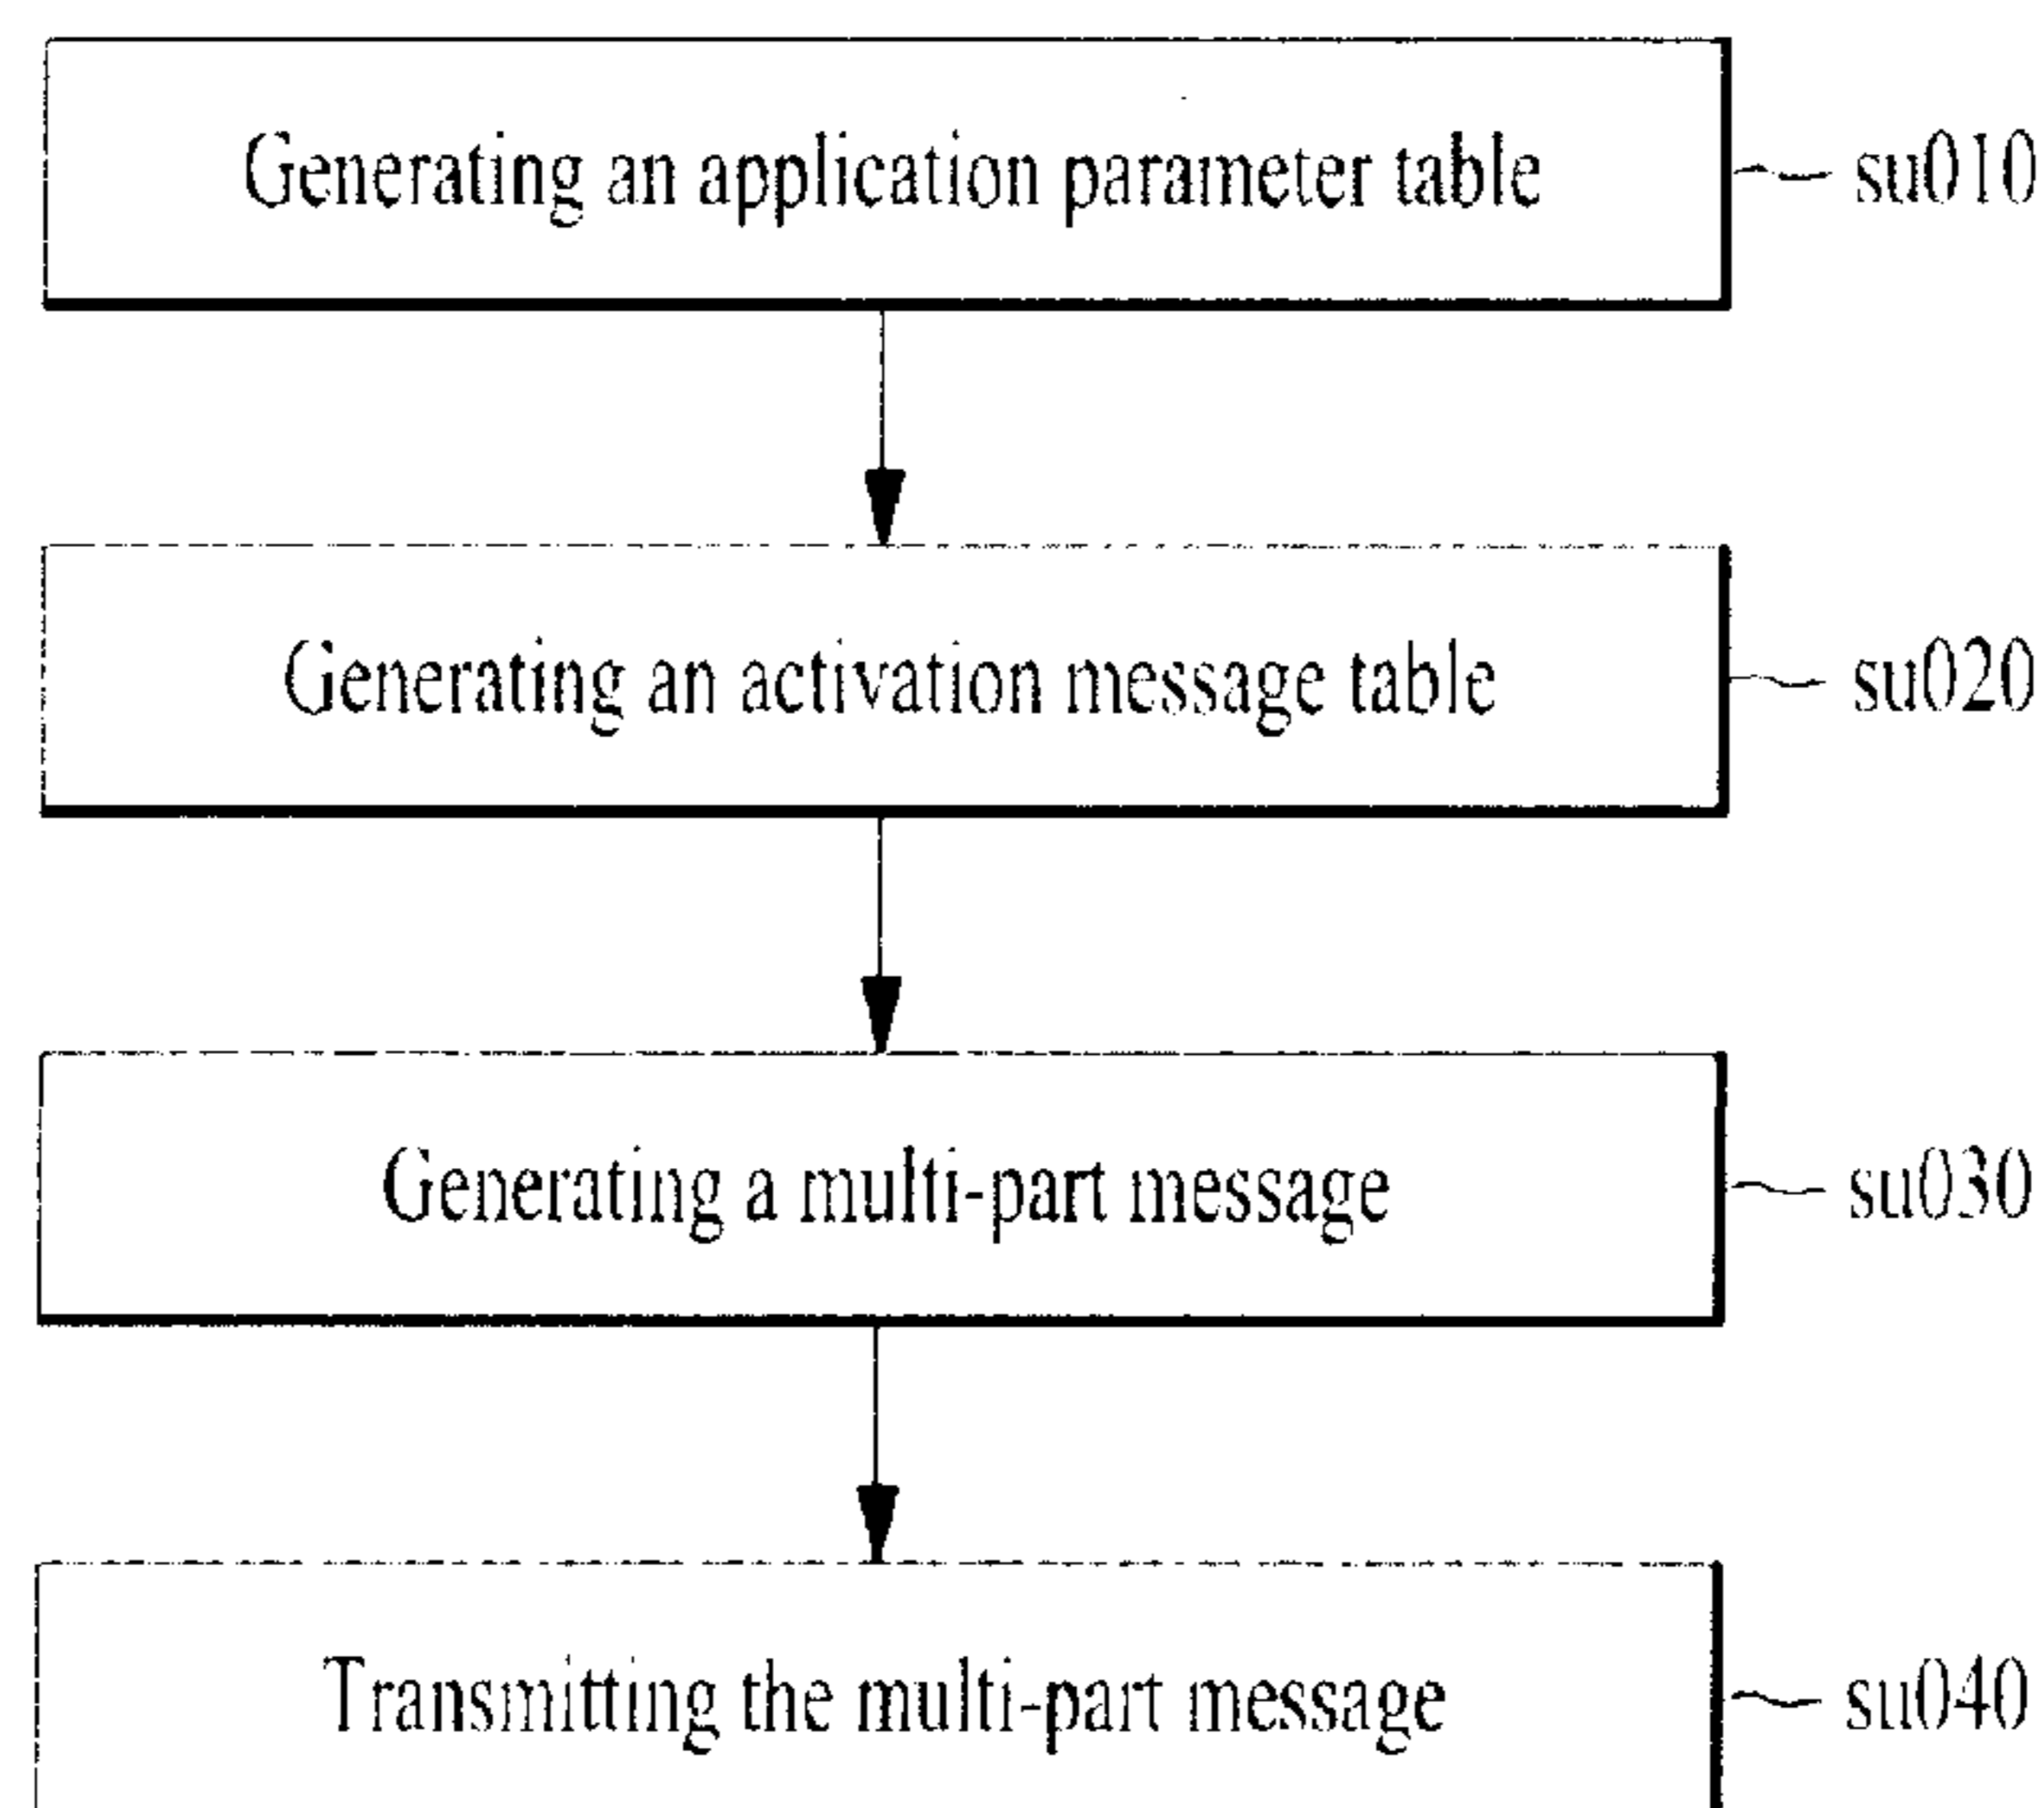 Generating an application parameter table su010
Generating an activation message table su020
Generating a multi-part message su030
Transmitting the multi-part message su040